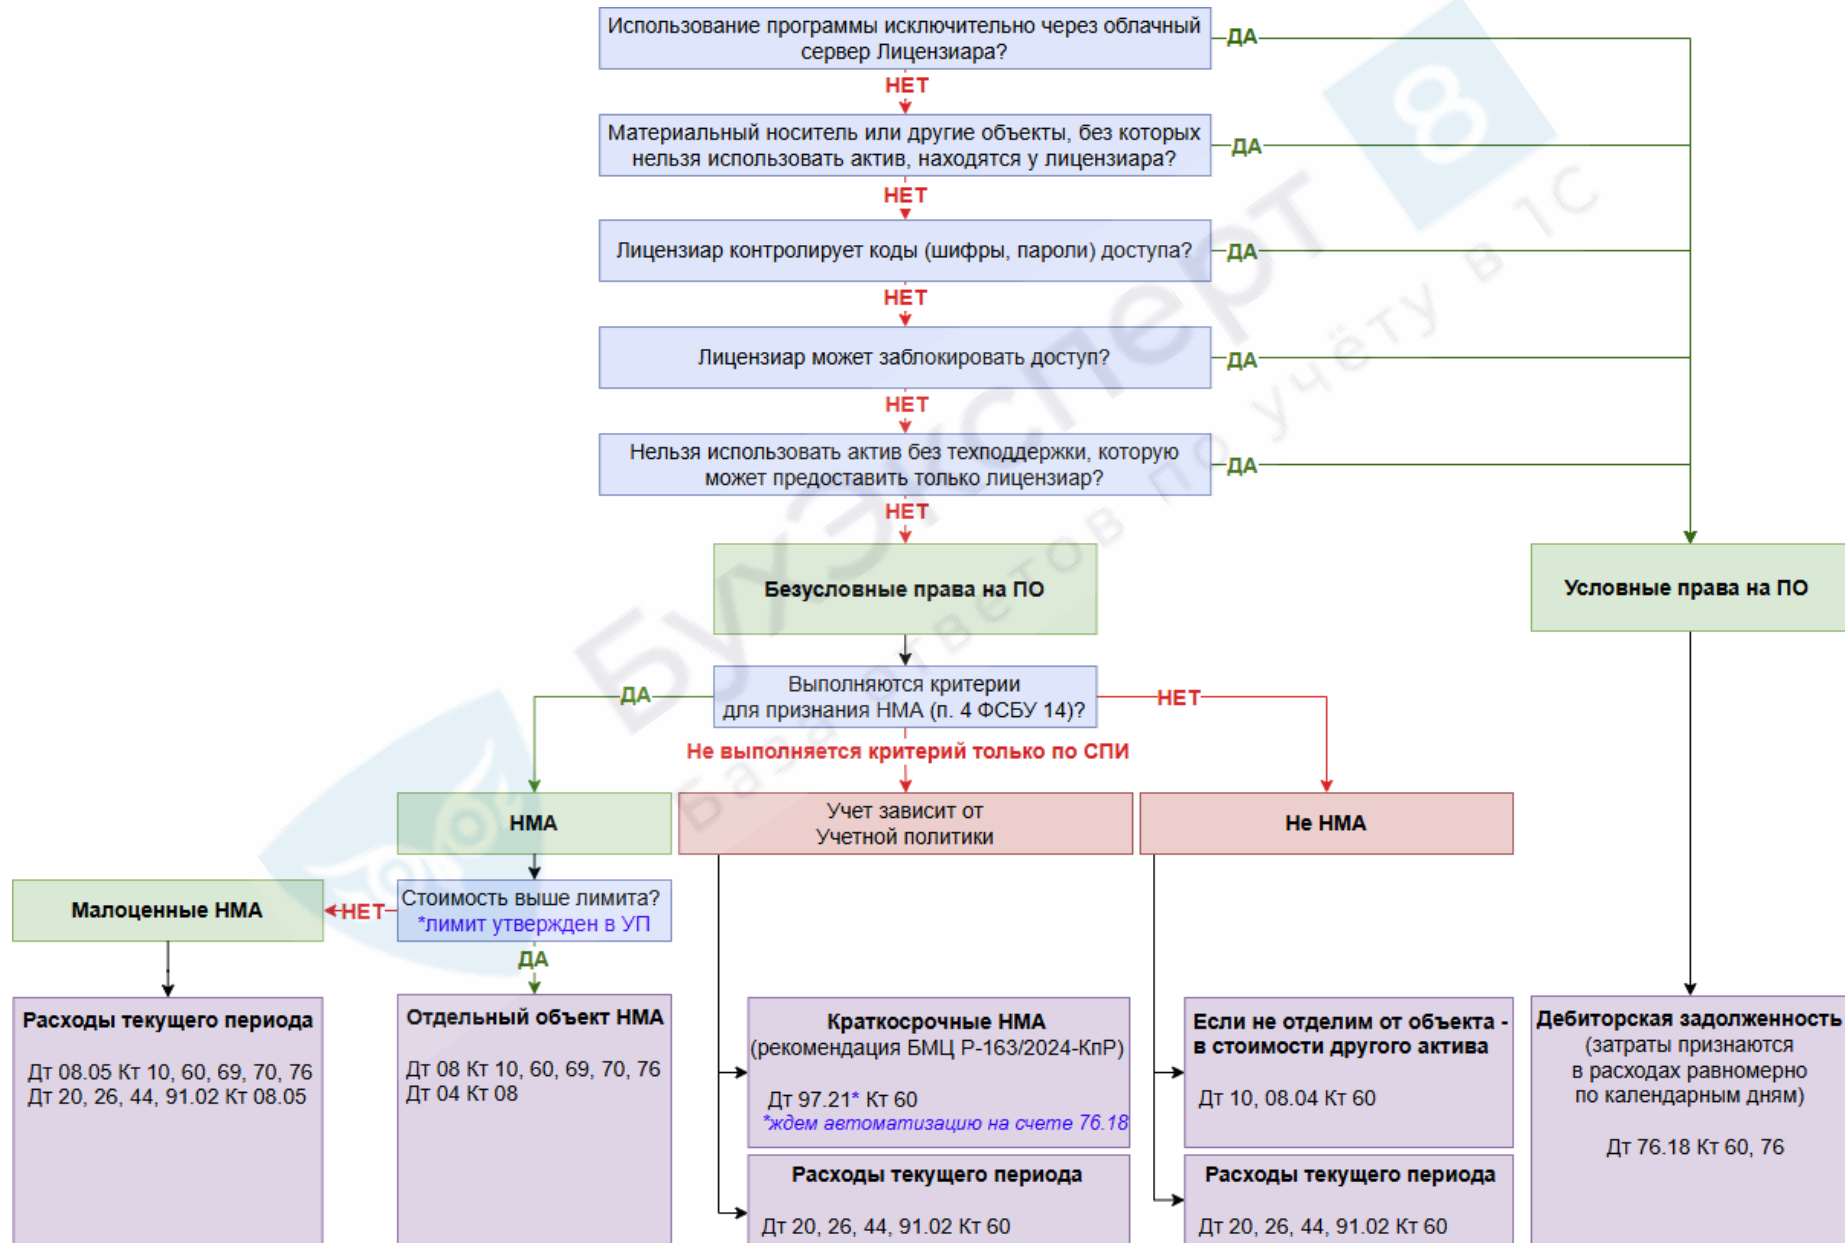 Использование программы исключительно через облачный
сервер Лицензиара?
ДА
НЕТ
Материальный носитель или другие объекты, без которых
нельзя использовать актив, находятся у лицензиара?
ДА
НЕТ
Лицензиар контролирует коды (шифры, пароли) доступа?
ДА
НЕТ
Лицензиар может заблокировать доступ?
ДА
НЕТ
Нельзя использовать актив без техподдержки, которую
может предоставить только лицензиар?
ДА
НЕТ
Безусловные права на ПО
Условные права на ПО
Выполняются критерии
для признания НМА (п. 4 ФСБУ 14)?
ДА
НЕТ
Не выполняется критерий только по СПИ
НМА
Учет зависит от
Учетной политики
Не НМА
Стоимость выше лимита?
*лимит утвержден в УП
НЕТ
Малоценные НМА
ДА
Расходы текущего периода
Дт 08.05 Кт 10, 60, 69, 70, 76
Дт 20, 26, 44, 91.02 Кт 08.05
Отдельный объект НМА
Дт 08 Кт 10, 60, 69, 70, 76
Дт 04 Кт 08
Краткосрочные НМА
(рекомендация БМЦ Р-163/2024-КпР)
Дт 97.21* Кт 60
*ждем автоматизацию на счете 76.18
Расходы текущего периода
Дт 20, 26, 44, 91.02 Кт 60
Если не отделим от объекта -
в стоимости другого актива
Дт 10, 08.04 Кт 60
Расходы текущего периода
Дт 20, 26, 44, 91.02 Кт 60
Дебиторская задолженность
(затраты признаются
в расходах равномерно
по календарным дням)
Дт 76.18 Кт 60, 76
БухЭксперт 8
База ответов по учёту в 1С